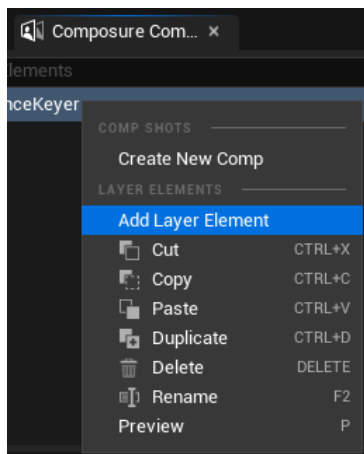 Composure Com... ×
Elements
nceKeyer
COMP SHOTS
Create New Comp
LAYER ELEMENTS
Add Layer Element
Cut CTRL+X
Copy CTRL+C
Paste CTRL+V
Duplicate CTRL+D
Delete DELETE
Rename F2
Preview P